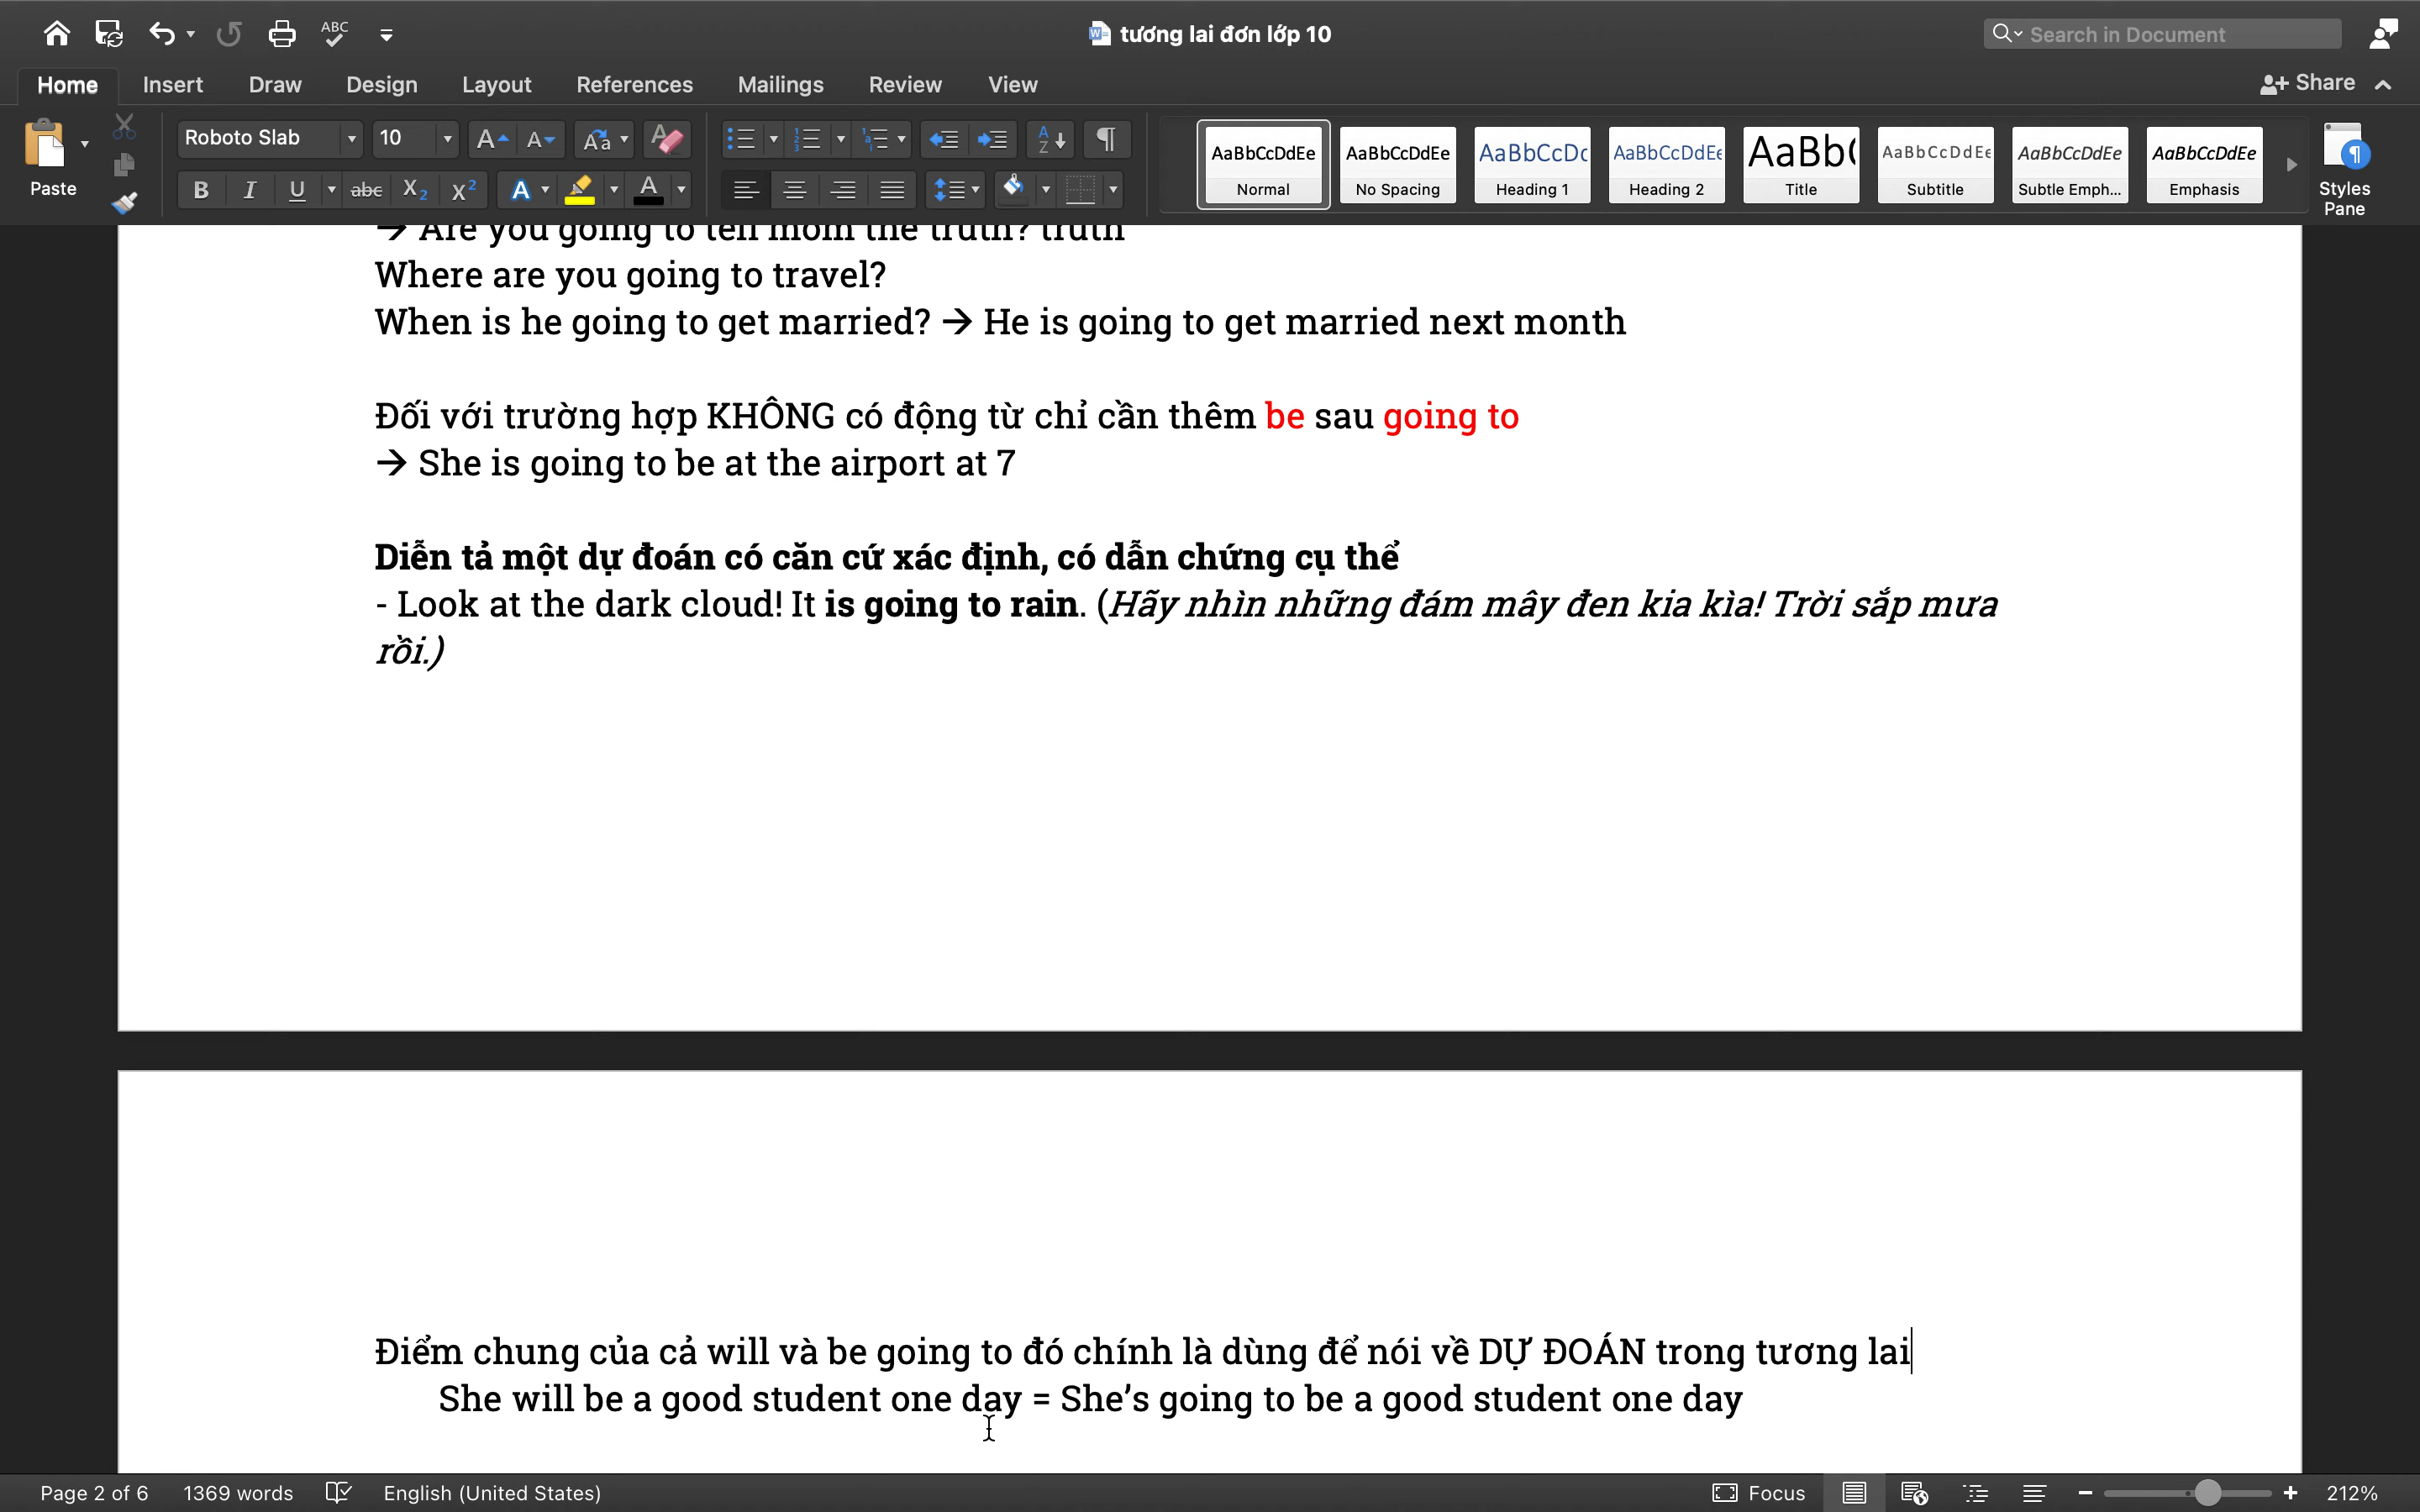 tương lai đơn lớp 10
Search in Document
Home Insert Draw Design Layout References Mailings Review View Share
Paste
Roboto Slab 10
AaBbCcDdEe AaBbCcDdEe AaBbCcDc AaBbCcDdEe AaBb( AaBbCcDdEe AaBbCcDdEe AaBbCcDdEe
Normal No Spacing Heading 1 Heading 2 Title Subtitle Subtle Emph... Emphasis
Styles
Pane
→ Are you going to tell mom the truth? truth
Where are you going to travel?
When is he going to get married? → He is going to get married next month
Đối với trường hợp KHÔNG có động từ chỉ cần thêm be sau going to
→ She is going to be at the airport at 7
Diễn tả một dự đoán có căn cứ xác định, có dẫn chứng cụ thể
- Look at the dark cloud! It is going to rain. (Hãy nhìn những đám mây đen kia kìa! Trời sắp mưa
rồi.)
Điểm chung của cả will và be going to đó chính là dùng để nói về DỰ ĐOÁN trong tương lai
She will be a good student one day = She’s going to be a good student one day
Page 2 of 6 1369 words English (United States) Focus 212%